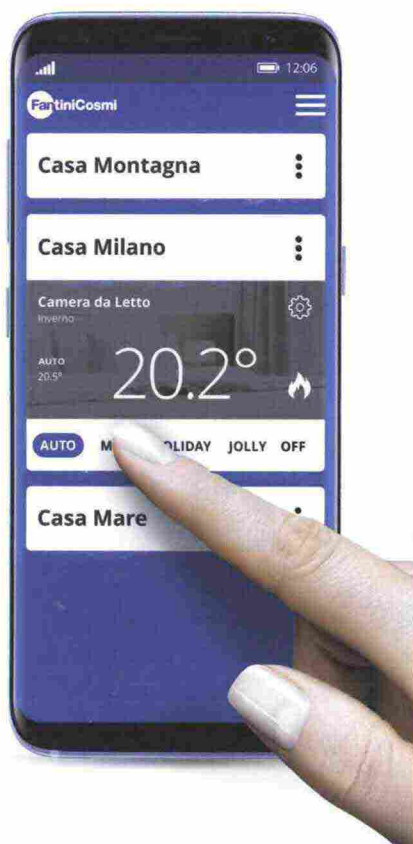 12:06
FantiniCosmi
Casa Montagna
Casa Milano
Camera da Letto
Inverno
AUTO
20.5°
20.2°
AUTO JOLLY OFF
Casa Mare